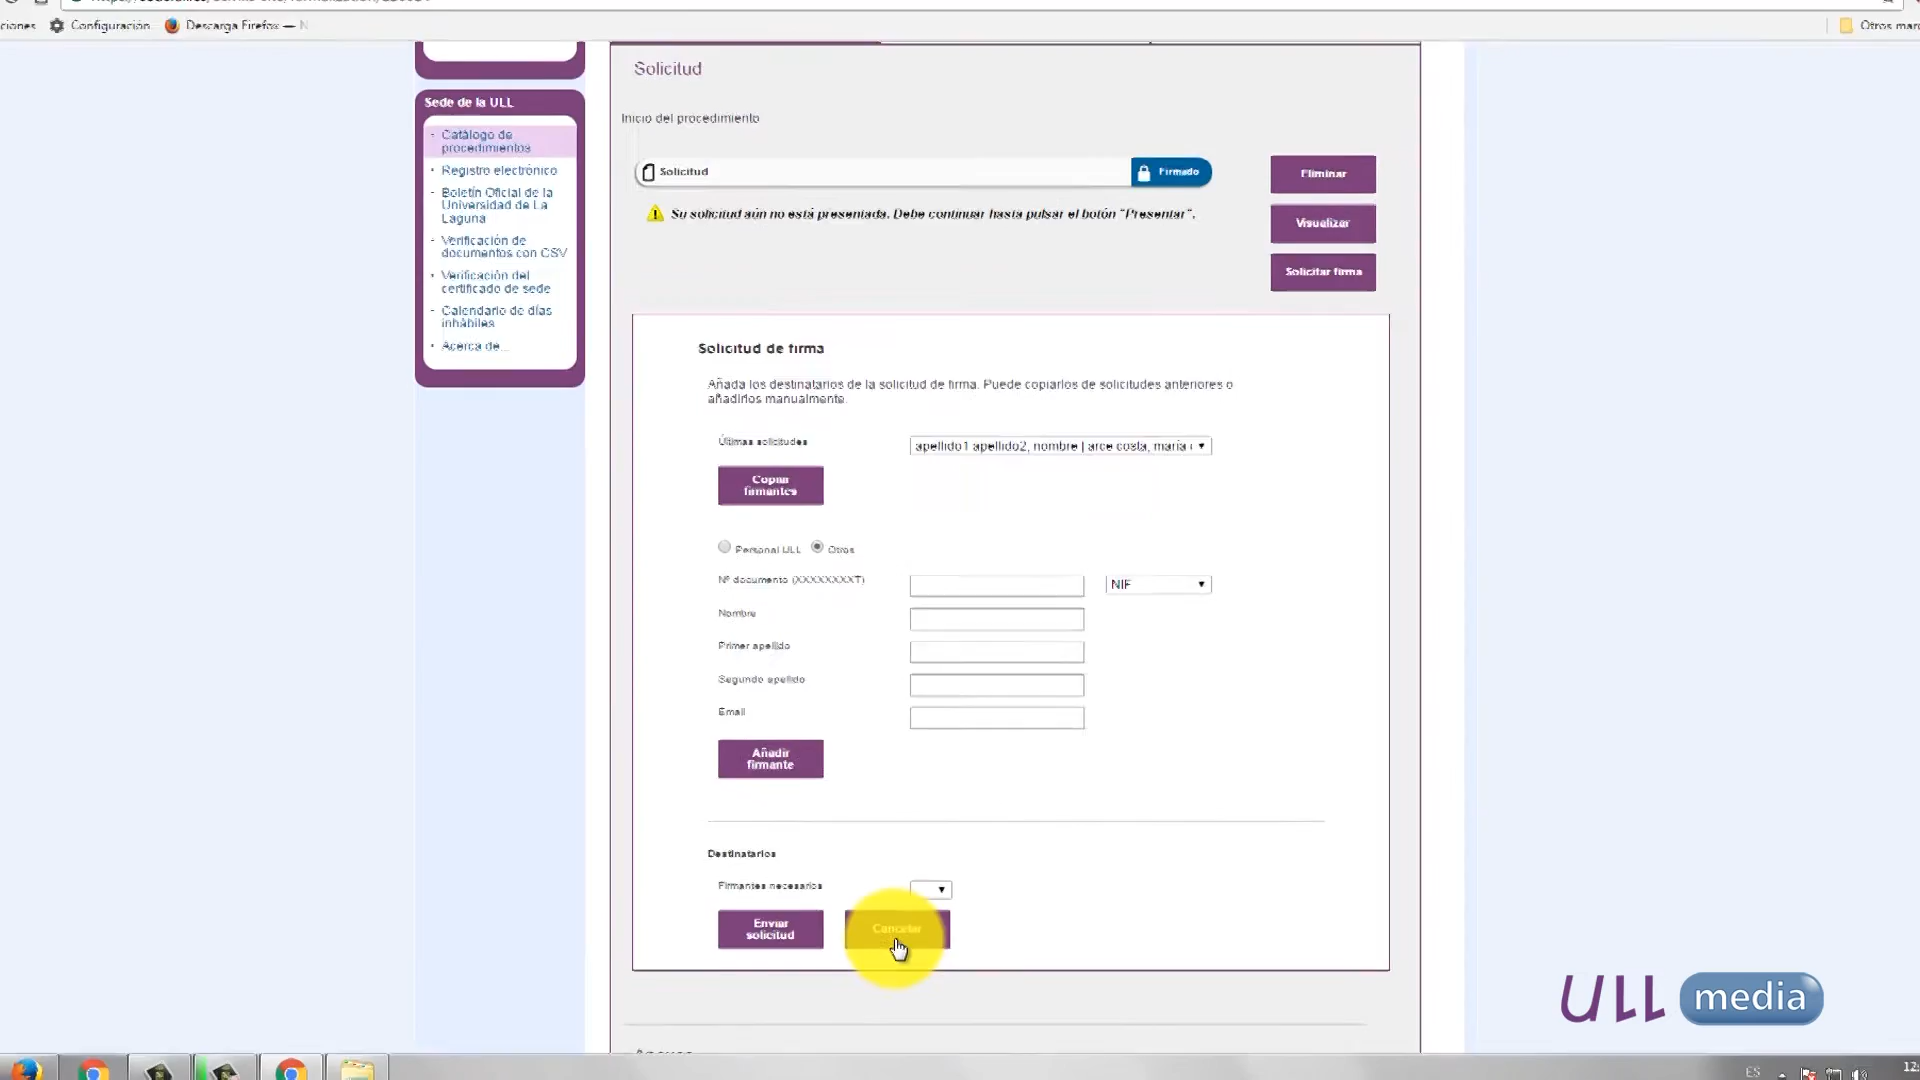 Configuración
Descarga Firefox — N
Otros mar
Sede de la ULL
Catálogo de
procedimientos
Registro electrónico
Boletín Oficial de la
Universidad de La
Laguna
Verificación de
documentos con CSV
Verificación del
certificado de sede
Calendario de días
inhábiles
Acerca de...
Solicitud
Inicio del procedimiento
Solicitud
Firmado
Su solicitud aún no está presentada. Debe continuar hasta pulsar el botón "Presentar".
Eliminar
Visualizar
Solicitar firma
Solicitud de firma
Añada los destinatarios de la solicitud de firma. Puede copiarlos de solicitudes anteriores o
añadirlos manualmente.
Últimas solicitudes
apellido1 apellido2, nombre | arce costa, maría
Copiar
firmantes
Personal ULL
Otros
Nº documento (XXXXXXXXT)
NIF
Nombre
Primer apellido
Segundo apellido
Email
Añadir
firmante
Destinatarios
Firmantes necesarios
Enviar
solicitud
Cancelar
ULL media
ES
12: